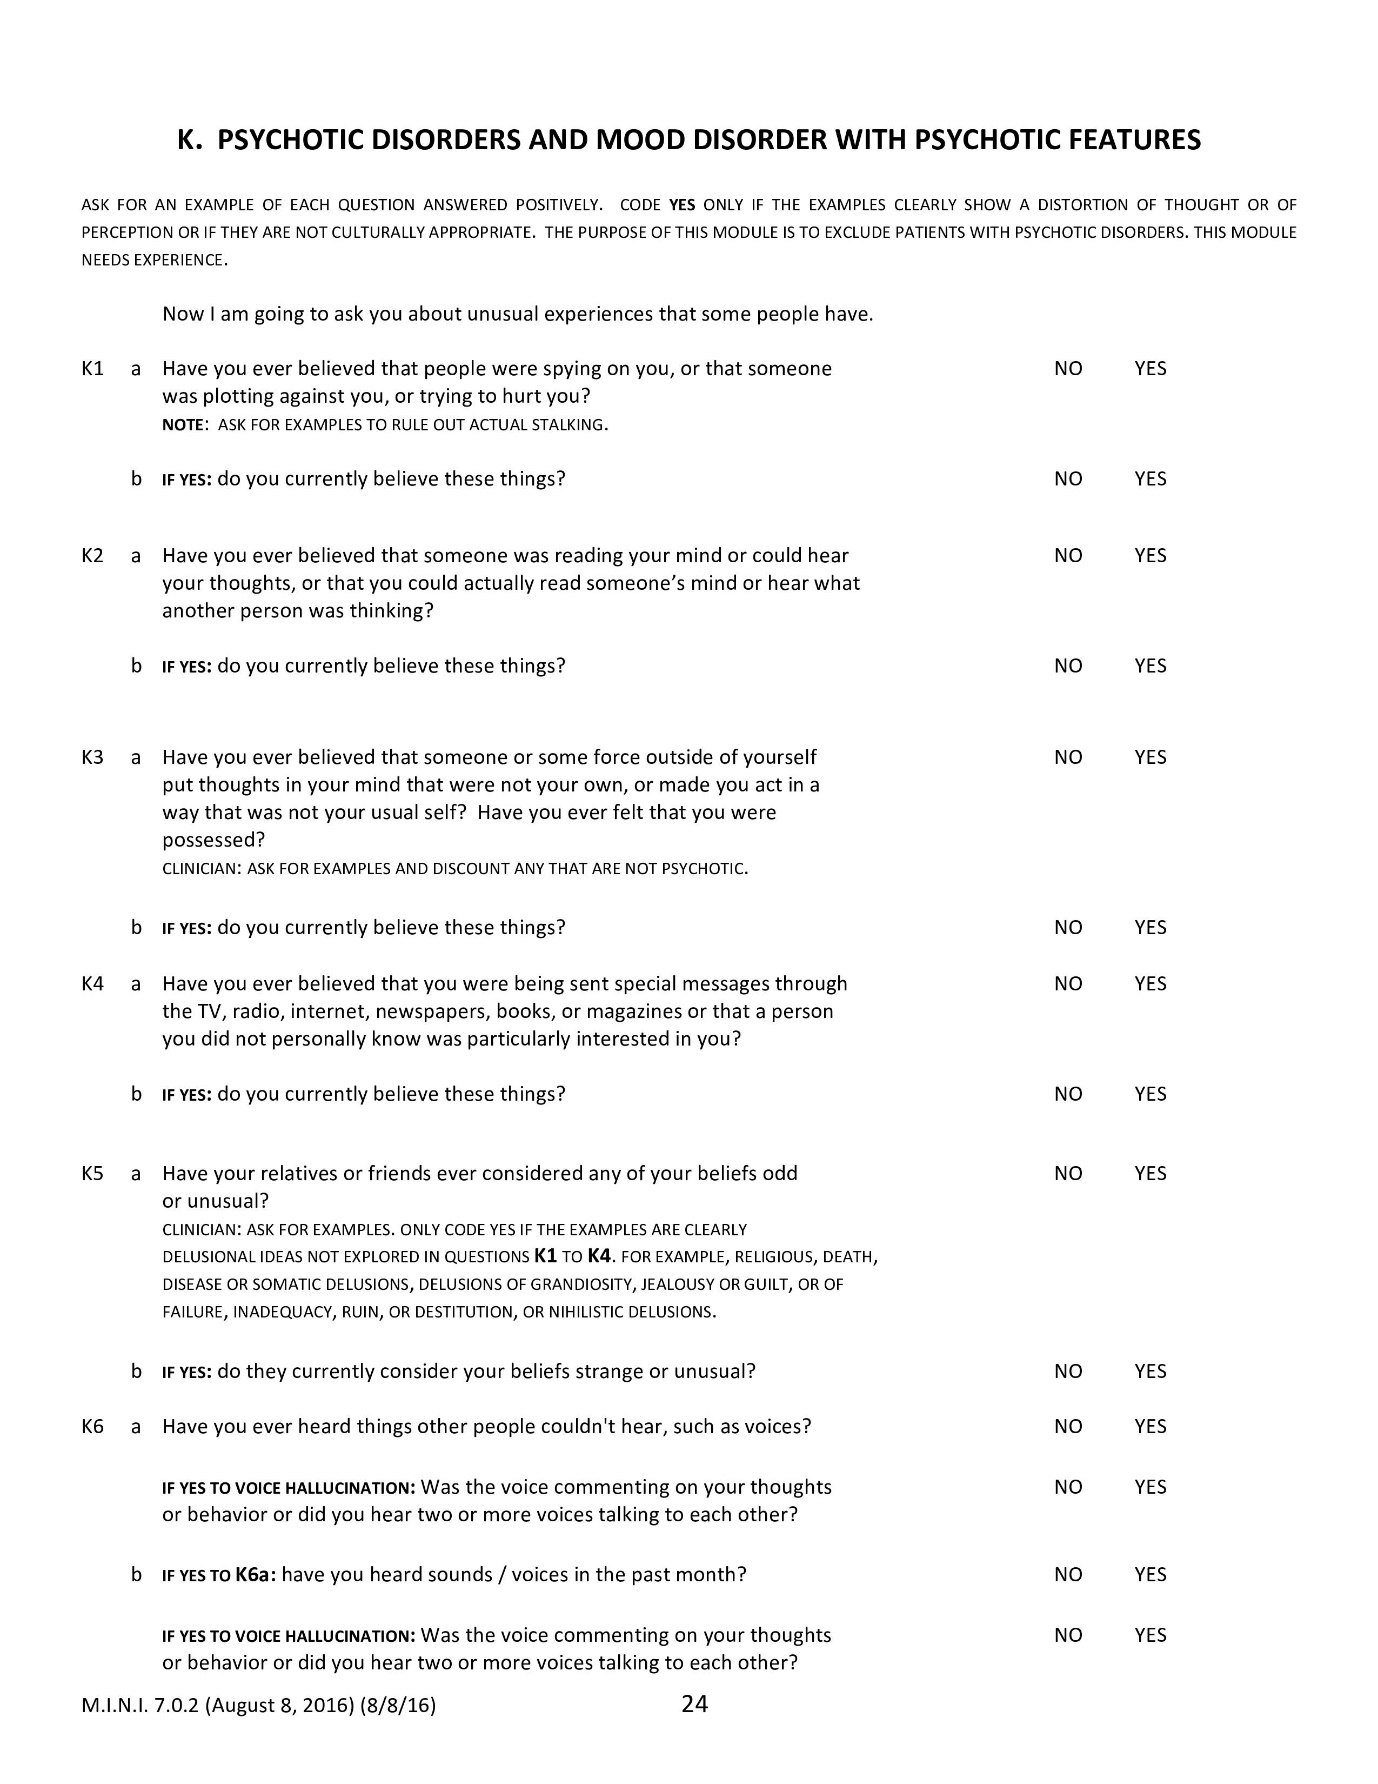 K. PSYCHOTIC DISORDERS AND MOOD DISORDER WITH PSYCHOTIC FEATURES
ASK FOR AN EXAMPLE OF EACH QUESTION ANSWERED POSITIVELY. CODE YES ONLY IF THE EXAMPLES CLEARLY SHOW A DISTORTION OF THOUGHT OR OF
PERCEPTION OR IF THEY ARE NOT CULTURALLY APPROPRIATE. THE PURPOSE OF THIS MODULE IS TO EXCLUDE PATIENTS WITH PSYCHOTIC DISORDERS. THIS MODULE
NEEDS EXPERIENCE.
Now I am going to ask you about unusual experiences that some people have.
K1 a Have you ever believed that people were spying on you, or that someone NO YES
was plotting against you, or trying to hurt you?
NOTE: ASK FOR EXAMPLES TO RULE OUT ACTUAL STALKING.
b IF YES: do you currently believe these things? NO YES
K2 a Have you ever believed that someone was reading your mind or could hear NO YES
your thoughts, or that you could actually read someone’s mind or hear what
another person was thinking?
b IF YES: do you currently believe these things? NO YES
K3 a Have you ever believed that someone or some force outside of yourself NO YES
put thoughts in your mind that were not your own, or made you act in a
way that was not your usual self? Have you ever felt that you were
possessed?
CLINICIAN: ASK FOR EXAMPLES AND DISCOUNT ANY THAT ARE NOT PSYCHOTIC.
b IF YES: do you currently believe these things? NO YES
K4 a Have you ever believed that you were being sent special messages through NO YES
the TV, radio, internet, newspapers, books, or magazines or that a person
you did not personally know was particularly interested in you?
b IF YES: do you currently believe these things? NO YES
K5 a Have your relatives or friends ever considered any of your beliefs odd NO YES
or unusual?
CLINICIAN: ASK FOR EXAMPLES. ONLY CODE YES IF THE EXAMPLES ARE CLEARLY
DELUSIONAL IDEAS NOT EXPLORED IN QUESTIONS K1 TO K4. FOR EXAMPLE, RELIGIOUS, DEATH,
DISEASE OR SOMATIC DELUSIONS, DELUSIONS OF GRANDIOSITY, JEALOUSY OR GUILT, OR OF
FAILURE, INADEQUACY, RUIN, OR DESTITUTION, OR NIHILISTIC DELUSIONS.
b IF YES: do they currently consider your beliefs strange or unusual? NO YES
K6 a Have you ever heard things other people couldn't hear, such as voices? NO YES
IF YES TO VOICE HALLUCINATION: Was the voice commenting on your thoughts NO YES
or behavior or did you hear two or more voices talking to each other?
b IF YES TO K6a: have you heard sounds / voices in the past month? NO YES
IF YES TO VOICE HALLUCINATION: Was the voice commenting on your thoughts NO YES
or behavior or did you hear two or more voices talking to each other?
M.I.N.I. 7.0.2 (August 8, 2016) (8/8/16) 24